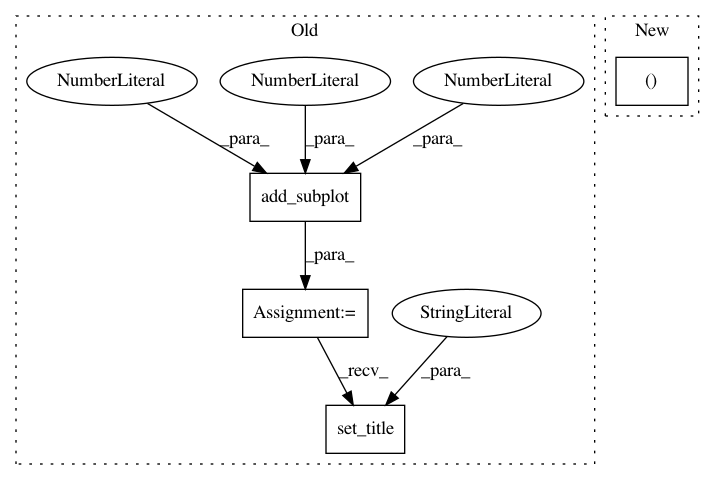 Old
New
NumberLiteral
NumberLiteral
NumberLiteral
()
_para_
_para_
_para_
add_subplot
_para_
Assignment:=
StringLiteral
_recv_
_para_
set_title